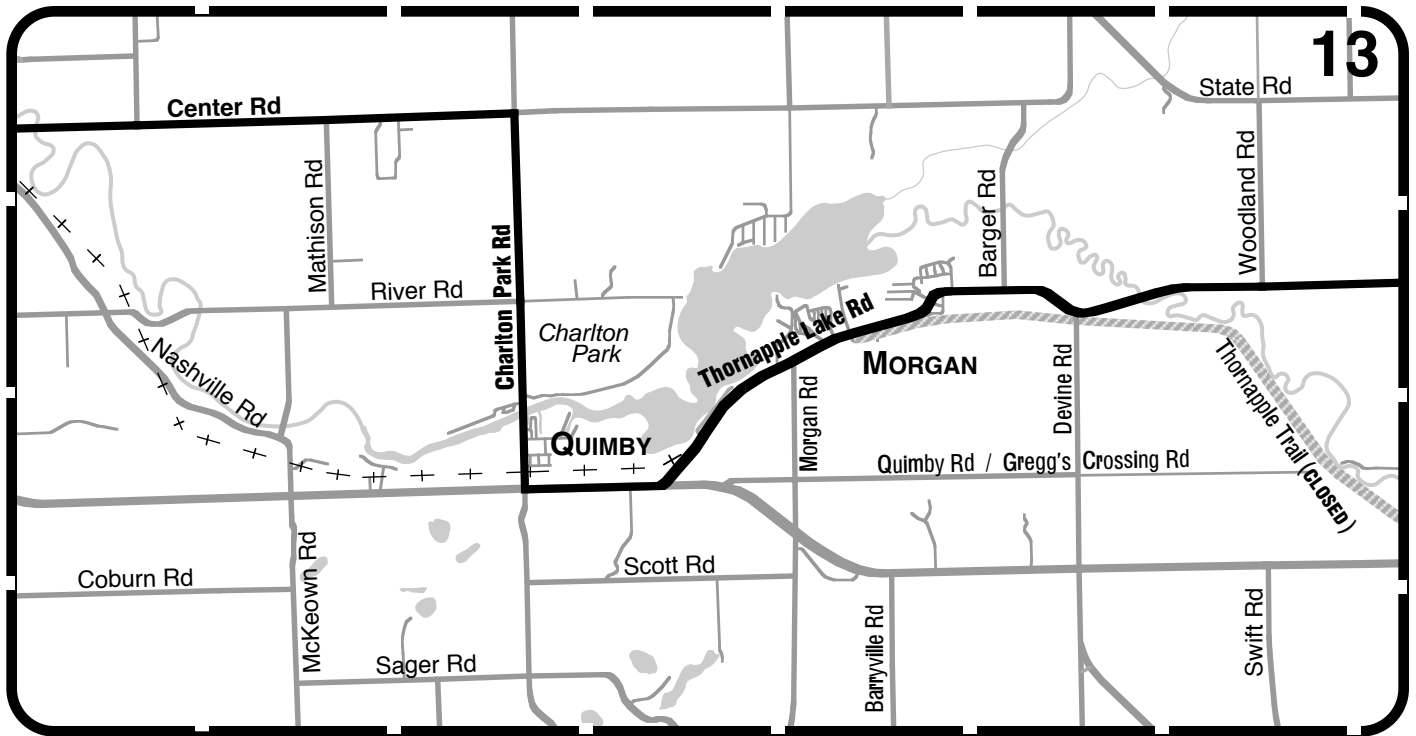 13
State Rd
Center Rd
Mathison Rd
Woodland Rd
Barger Rd
Charlton Park Rd
River Rd
Charlton
Park
Thornapple Lake Rd
MORGAN
Nashville Rd
Thornapple Trail (CLOSED)
Devine Rd
Morgan Rd
QUIMBY
Quimby Rd / Gregg's Crossing Rd
McKeown Rd
Scott Rd
Coburn Rd
Barryville Rd
Swift Rd
Sager Rd